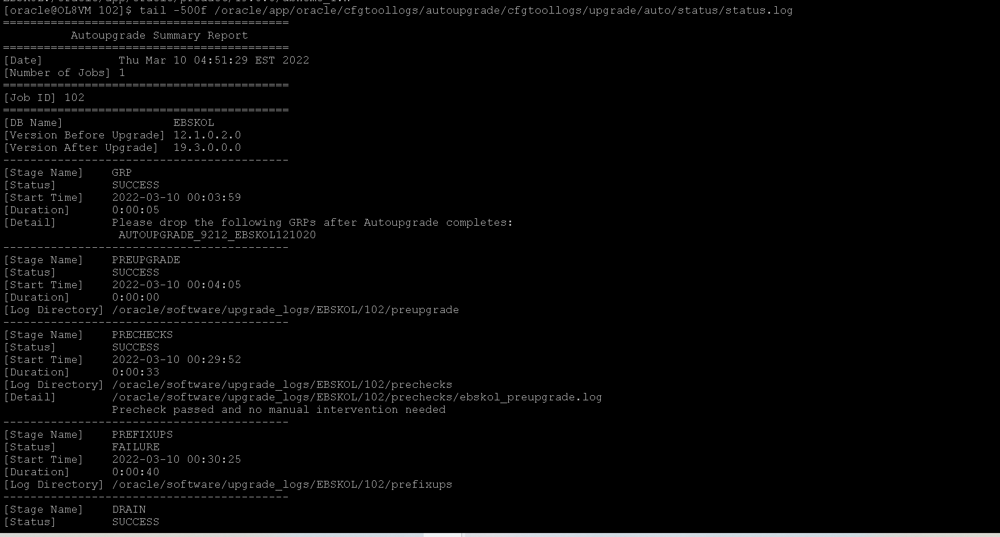 [oracle@OL8VM 102]$ tail -500f /oracle/app/oracle/cfgtoollogs/autoupgrade/cfgtoollogs/upgrade/auto/status/status.log
==========================================
          Autoupgrade Summary Report
==========================================
[Date]           Thu Mar 10 04:51:29 EST 2022
[Number of Jobs] 1
==========================================
[Job ID] 102
==========================================
[DB Name]                EBSKOL
[Version Before Upgrade] 12.1.0.2.0
[Version After Upgrade]  19.3.0.0.0
------------------------------------------
[Stage Name]    GRP
[Status]        SUCCESS
[Start Time]    2022-03-10 00:03:59
[Duration]      0:00:05
[Detail]        Please drop the following GRPs after Autoupgrade completes:
                 AUTOUPGRADE_9212_EBSKOL121020
------------------------------------------
[Stage Name]    PREUPGRADE
[Status]        SUCCESS
[Start Time]    2022-03-10 00:04:05
[Duration]      0:00:00
[Log Directory] /oracle/software/upgrade_logs/EBSKOL/102/preupgrade
------------------------------------------
[Stage Name]    PRECHECKS
[Status]        SUCCESS
[Start Time]    2022-03-10 00:29:52
[Duration]      0:00:33
[Log Directory] /oracle/software/upgrade_logs/EBSKOL/102/prechecks
[Detail]        /oracle/software/upgrade_logs/EBSKOL/102/prechecks/ebskol_preupgrade.log
                Precheck passed and no manual intervention needed
------------------------------------------
[Stage Name]    PREFIXUPS
[Status]        FAILURE
[Start Time]    2022-03-10 00:30:25
[Duration]      0:00:40
[Log Directory] /oracle/software/upgrade_logs/EBSKOL/102/prefixups
------------------------------------------
[Stage Name]    DRAIN
[Status]        SUCCESS